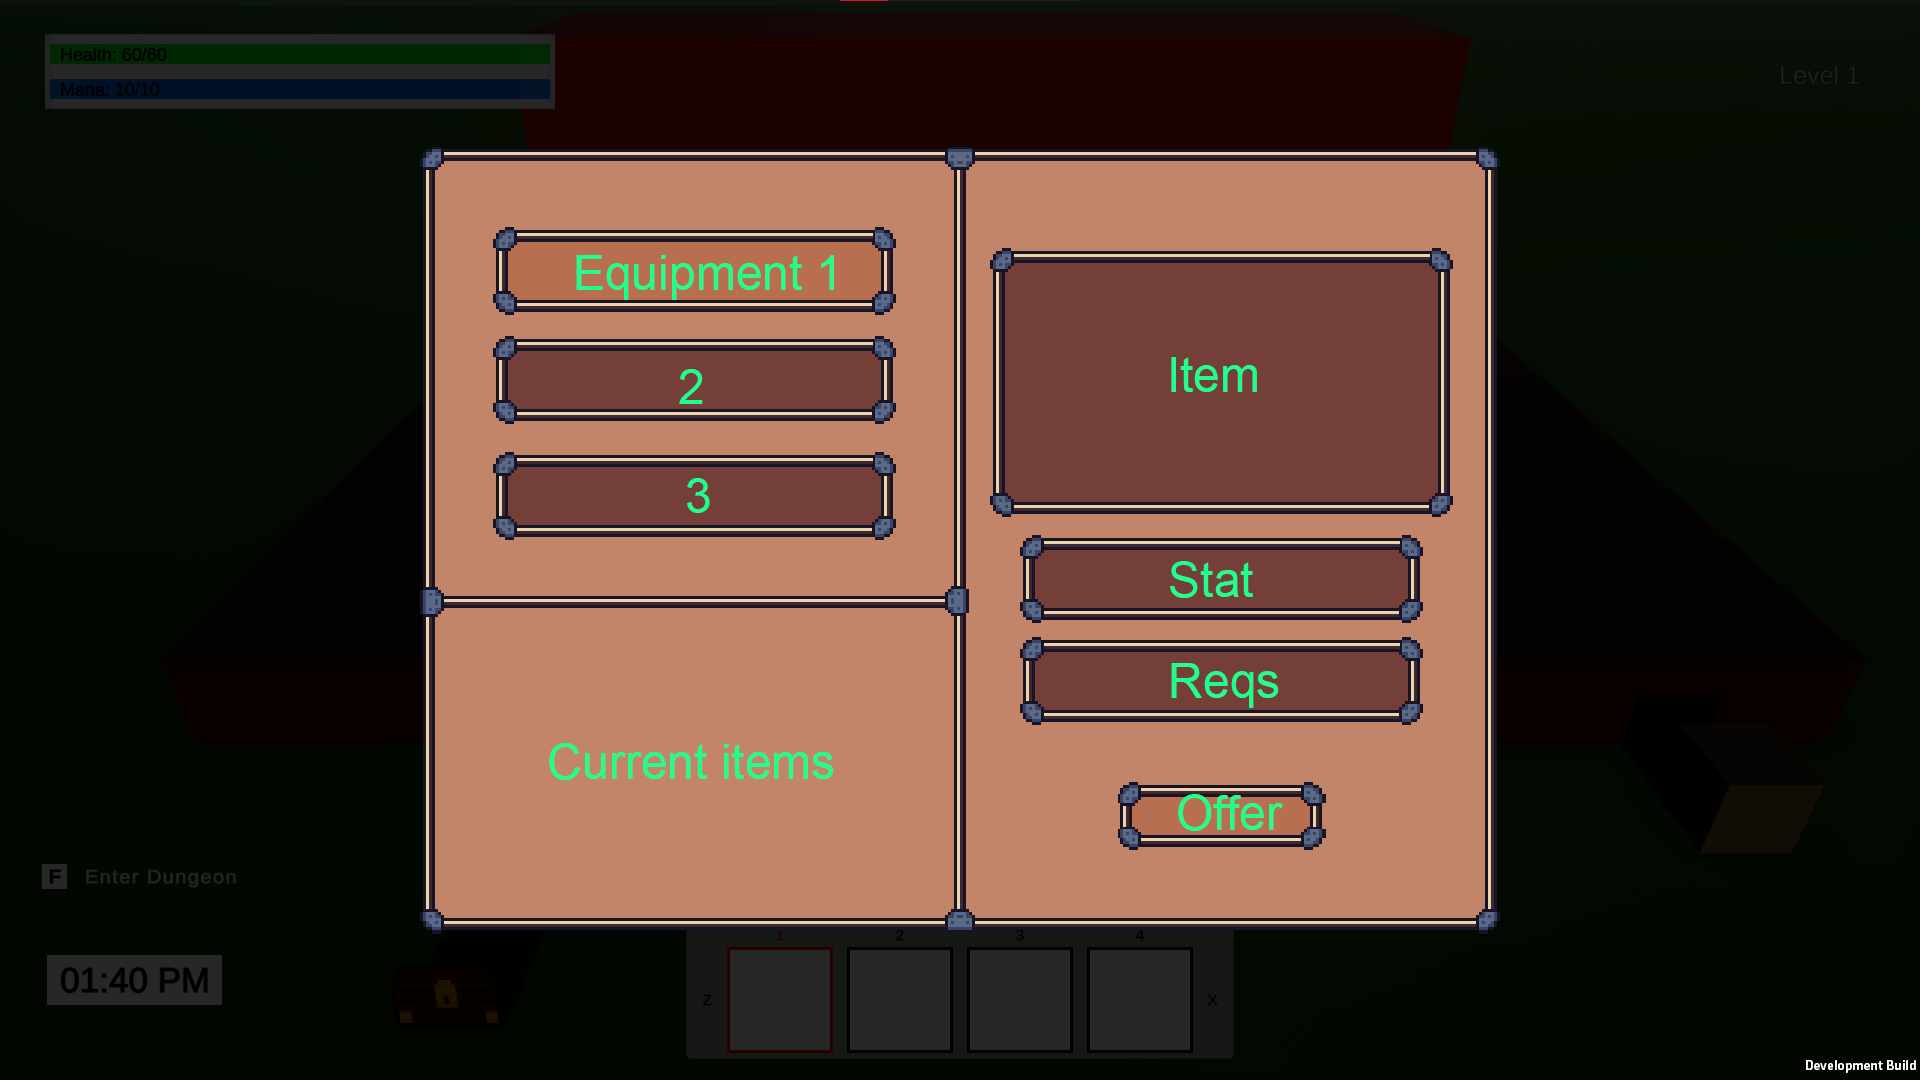 Health: 60/60
Mana: 10/10
Level 1
Equipment 1
2
3
Current items
Item
Stat
Reqs
Offer
F Enter Dungeon
01:40 PM
1 2 3 4
z x
Development Build